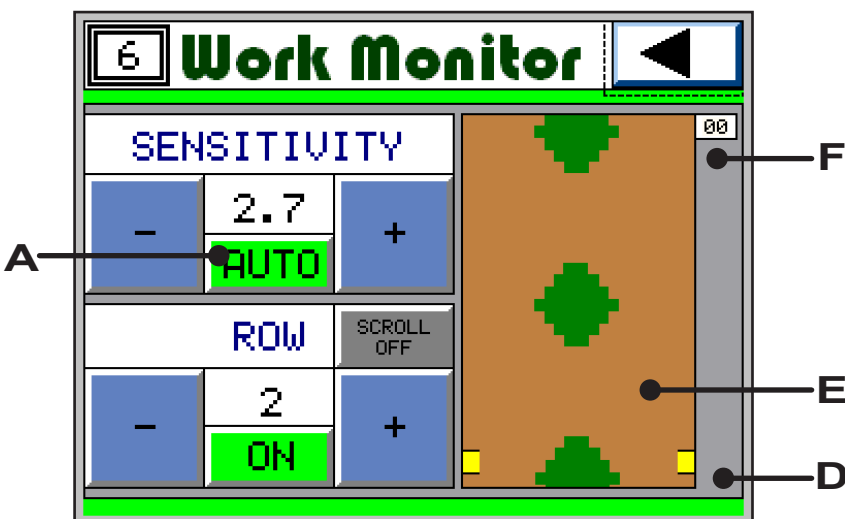 6 Work Monitor
00
SENSITIVITY
- 2.7 +
AUTO
ROW
SCROLL
OFF
- 2 +
ON
A
F
E
D